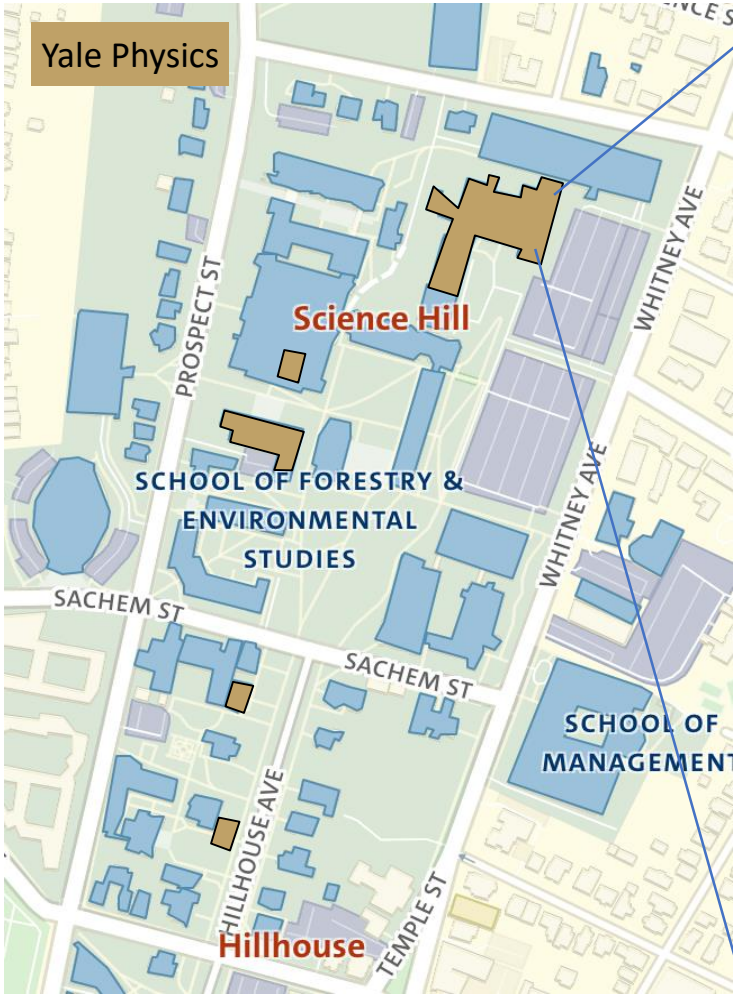 Yale Physics
NCE S
PROSPECT ST
WHITNEY AVE
Science Hill
SCHOOL OF FORESTRY &
ENVIRONMENTAL
STUDIES
WHITNEY AVE
SACHEM ST
SACHEM ST
SCHOOL OF
MANAGEMENT
HILLHOUSE AVE
TEMPLE ST
Hillhouse